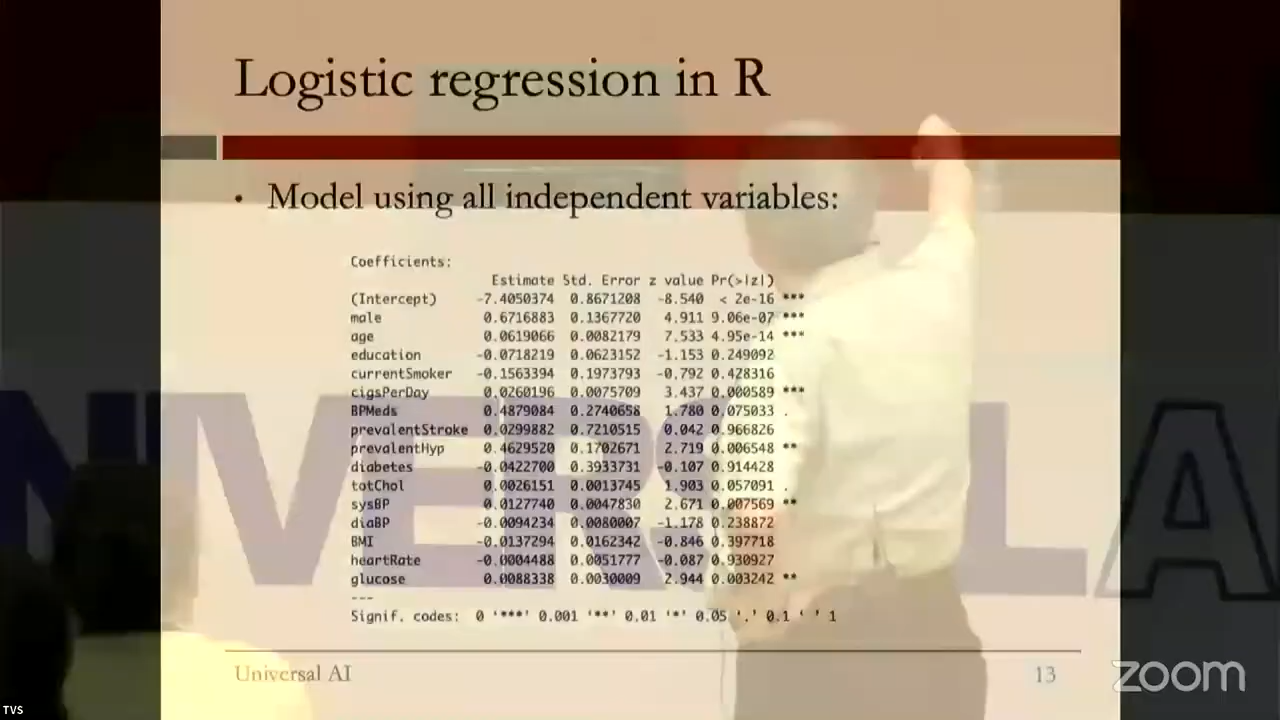 Logistic regression in R
• Model using all independent variables:
Coefficients:
Estimate Std. Error z value Pr(>|z|)
(Intercept) -7.4050374 0.8671208 -8.540 < 2e-16 ***
male 0.6716883 0.1367720 4.911 9.06e-07 ***
age 0.0619066 0.0082179 7.533 4.95e-14 ***
education -0.0718219 0.0623152 -1.153 0.249092
currentSmoker -0.1563394 0.1973793 -0.792 0.428316
cigsPerDay 0.0260196 0.0075709 3.437 0.000589 ***
BPMeds 0.4879084 0.2740658 1.780 0.075033 .
prevalentStroke 0.0299882 0.7210515 0.042 0.966826
prevalentHyp 0.4629520 0.1702671 2.719 0.006548 **
diabetes -0.0422700 0.3933731 -0.107 0.914428
totChol 0.0026151 0.0013745 1.903 0.057091 .
sysBP 0.0127740 0.0047830 2.671 0.007569 **
diaBP -0.0094234 0.0080007 -1.178 0.238872
BMI -0.0137294 0.0162342 -0.846 0.397718
heartRate -0.0004488 0.0051777 -0.087 0.930927
glucose 0.0088338 0.0030009 2.944 0.003242 **
---
Signif. codes: 0 '***' 0.001 '**' 0.01 '*' 0.05 '.' 0.1 ' ' 1
Universal AI 13
zoom
TVS